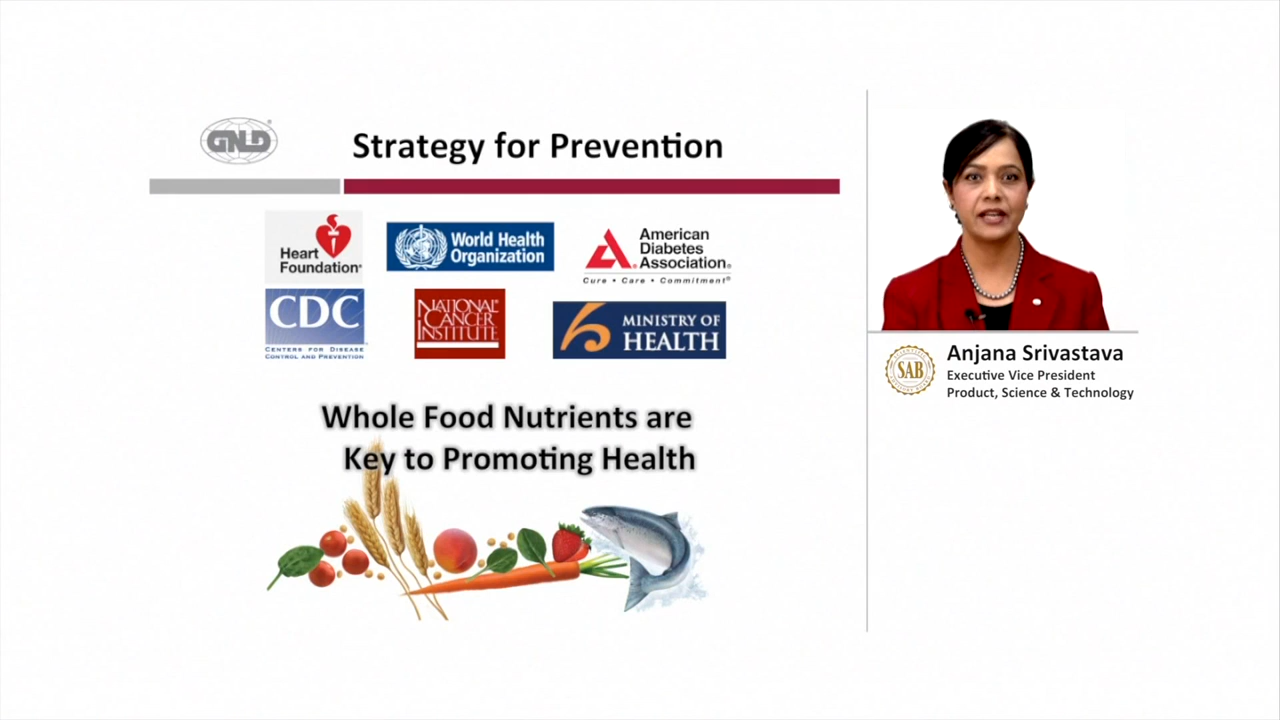 GNLD
Strategy for Prevention
Heart
Foundation
World Health
Organization
American
Diabetes
Association®
Cure • Care • Commitment®
CDC
CENTERS FOR DISEASE
CONTROL AND PREVENTION
NATIONAL
CANCER
INSTITUTE
MINISTRY OF
HEALTH
Whole Food Nutrients are
Key to Promoting Health
SAB
Anjana Srivastava
Executive Vice President
Product, Science & Technology